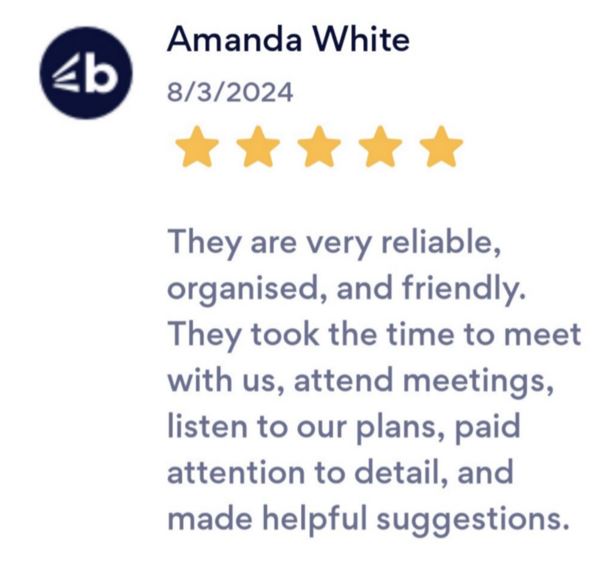 b
Amanda White
8/3/2024
They are very reliable,
organised, and friendly.
They took the time to meet
with us, attend meetings,
listen to our plans, paid
attention to detail, and
made helpful suggestions.